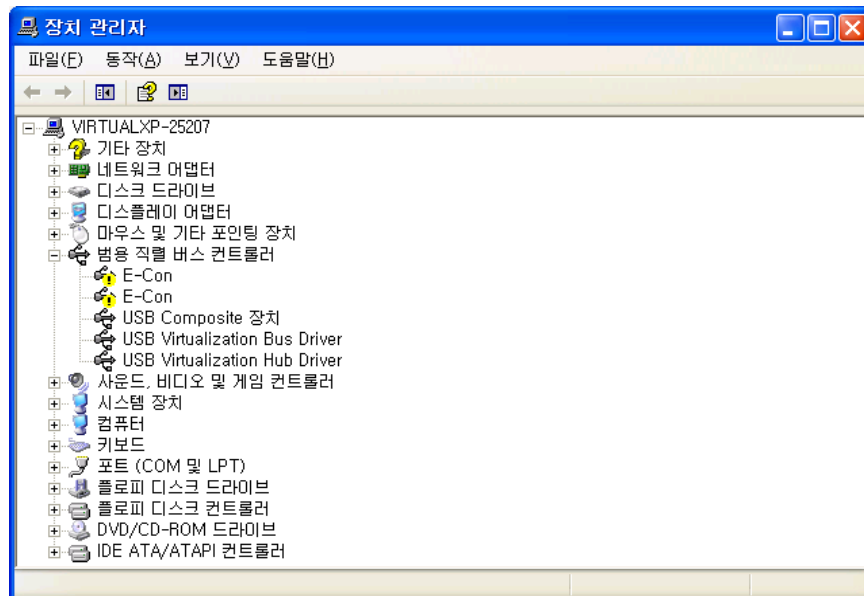 장치 관리자
파일(F) 동작(A) 보기(V) 도움말(H)
VIRTUALXP-25207
기타 장치
네트워크 어댑터
디스크 드라이브
디스플레이 어댑터
마우스 및 기타 포인팅 장치
범용 직렬 버스 컨트롤러
E-Con
E-Con
USB Composite 장치
USB Virtualization Bus Driver
USB Virtualization Hub Driver
사운드, 비디오 및 게임 컨트롤러
시스템 장치
컴퓨터
키보드
포트 (COM 및 LPT)
플로피 디스크 드라이브
플로피 디스크 컨트롤러
DVD/CD-ROM 드라이브
IDE ATA/ATAPI 컨트롤러